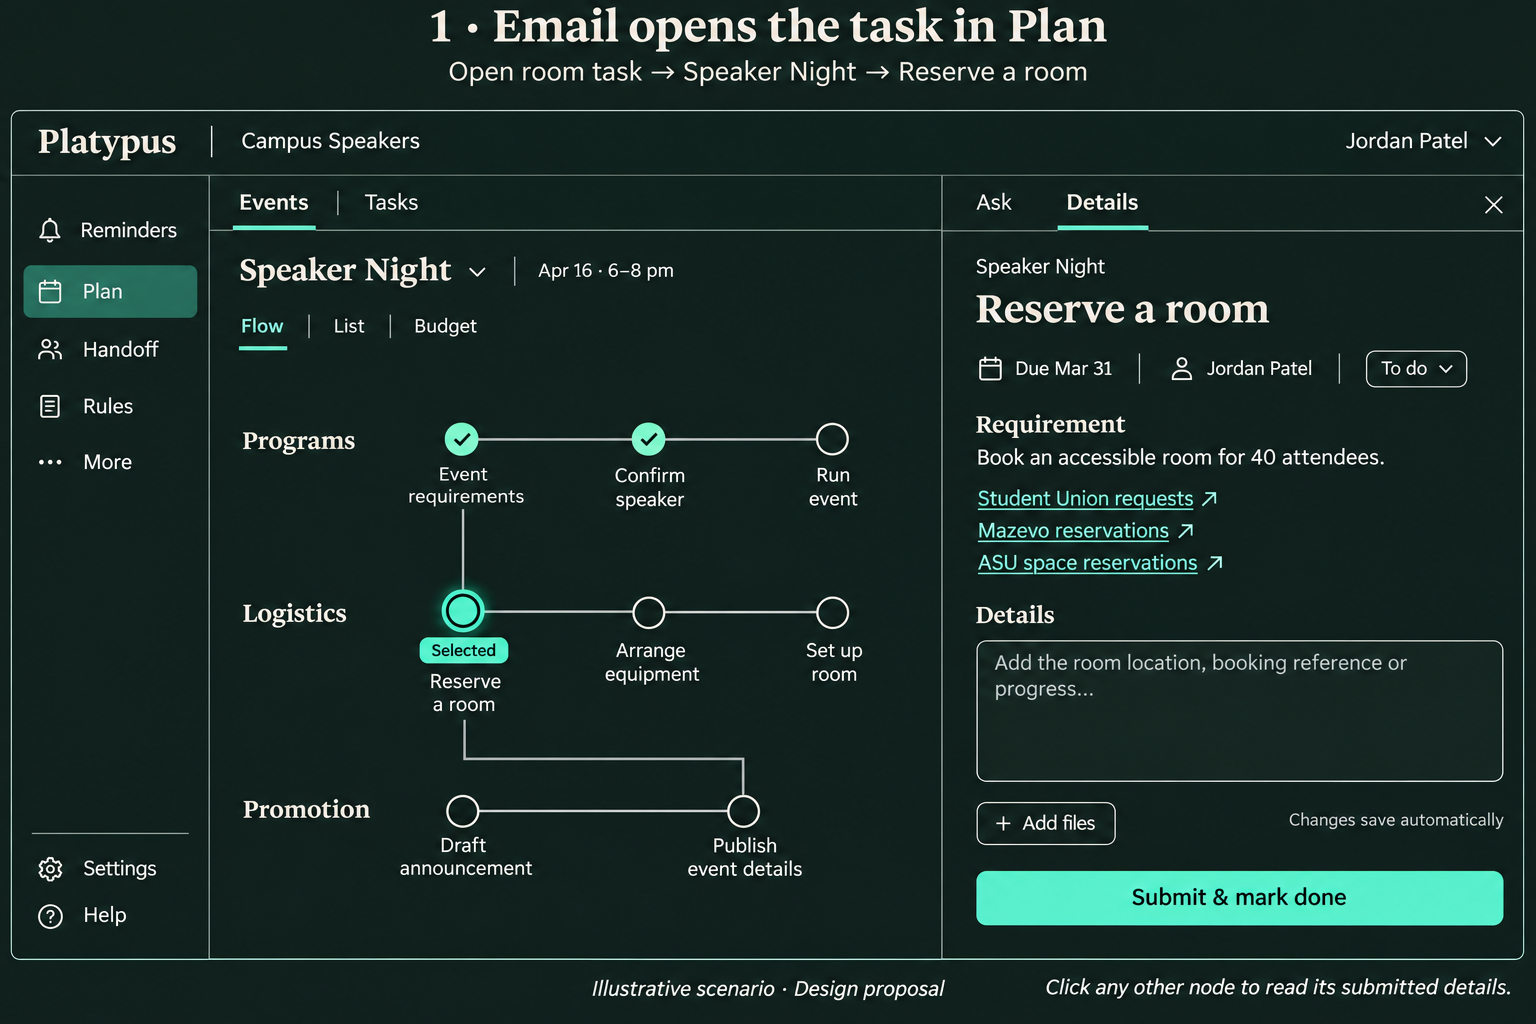 1 · Email opens the task in Plan
Open room task → Speaker Night → Reserve a room
Platypus
Campus Speakers
Jordan Patel
Reminders
Plan
Handoff
Rules
More
Settings
Help
Events
Tasks
Speaker Night
Apr 16 · 6–8 pm
Flow
List
Budget
Programs
Event
requirements
Confirm
speaker
Run
event
Logistics
Selected
Reserve
a room
Arrange
equipment
Set up
room
Promotion
Draft
announcement
Publish
event details
Ask
Details
Speaker Night
Reserve a room
Due Mar 31
Jordan Patel
To do
Requirement
Book an accessible room for 40 attendees.
Student Union requests ↗
Mazevo reservations ↗
ASU space reservations ↗
Details
Add the room location, booking reference or
progress...
+ Add files
Changes save automatically
Submit & mark done
Illustrative scenario · Design proposal
Click any other node to read its submitted details.